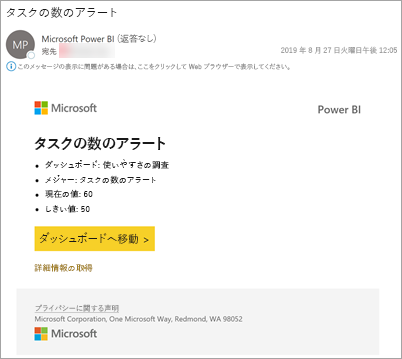 タスクの数のアラート
MP
Microsoft Power BI (返答なし)
宛先
2019 年 8 月 27 日火曜日午後 12:05
このメッセージの表示に問題がある場合は、ここをクリックして Web ブラウザーで表示してください。
Microsoft
Power BI
タスクの数のアラート
• ダッシュボード: 使いやすさの調査
• メジャー: タスクの数のアラート
• 現在の値: 60
• しきい値: 50
ダッシュボードへ移動 >
詳細情報の取得
プライバシーに関する声明
Microsoft Corporation, One Microsoft Way, Redmond, WA 98052
Microsoft